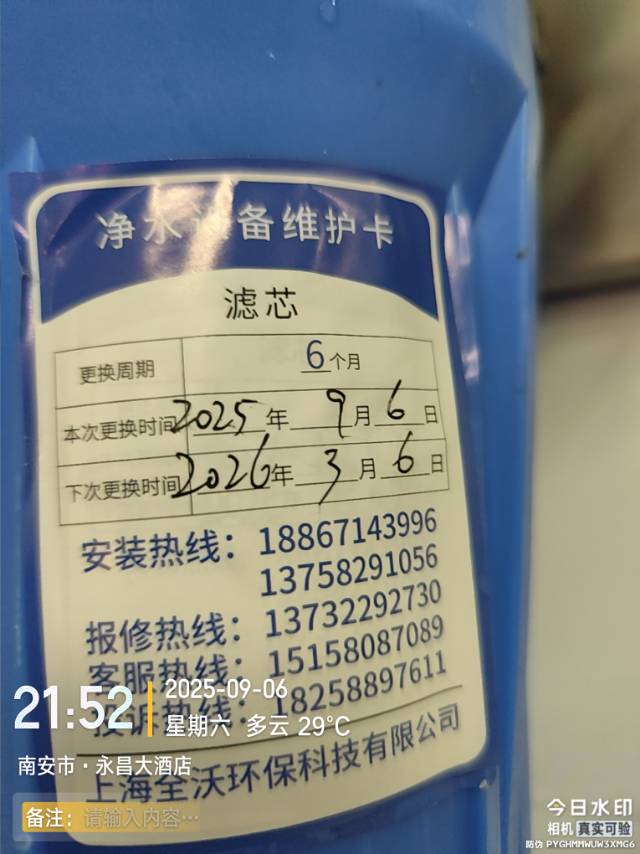 净水设备维护卡
滤芯
更换周期 6个月
本次更换时间 2025年9月6日
下次更换时间 2026年3月6日
安装热线：18867143996
13758291056
报修热线：13732292730
客服热线：15158087089
投诉热线：18258897611
上海全沃环保科技有限公司
21:52
2025-09-06
星期六 多云 29℃
南安市·永昌大酒店
备注：请输入内容…
今日水印
相机 真实可验
防伪 PYGHMMWUW3XMG6